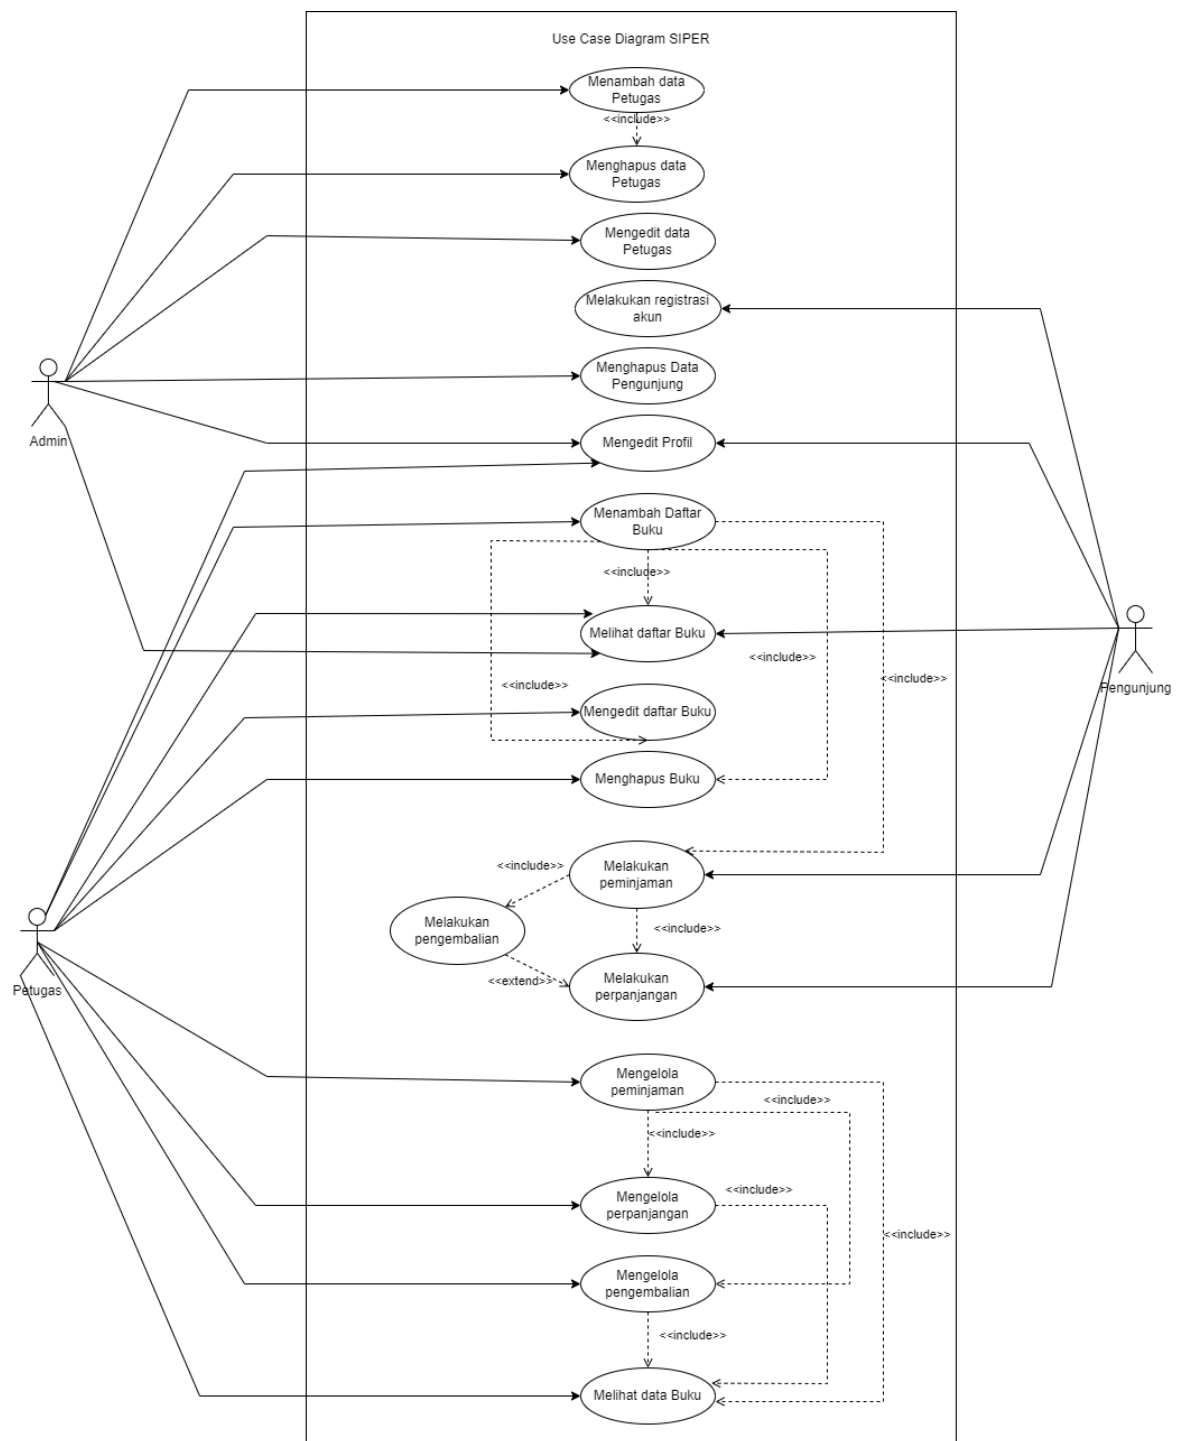 Use Case Diagram SIPER
Menambah data
Petugas
<<include>>
Menghapus data
Petugas
Mengedit data
Petugas
Melakukan registrasi
akun
Menghapus Data
Pengunjung
Admin
Mengedit Profil
Menambah Daftar
Buku
<<include>>
Melihat daftar Buku
<<include>>
<<include>>
<<include>>
Pengunjung
Mengedit daftar Buku
Menghapus Buku
<<include>>
Melakukan
peminjaman
Melakukan
pengembalian
<<include>>
<<extend>>
Melakukan
perpanjangan
Petugas
Mengelola
peminjaman
<<include>>
<<include>>
<<include>>
Mengelola
perpanjangan
<<include>>
Mengelola
pengembalian
<<include>>
Melihat data Buku